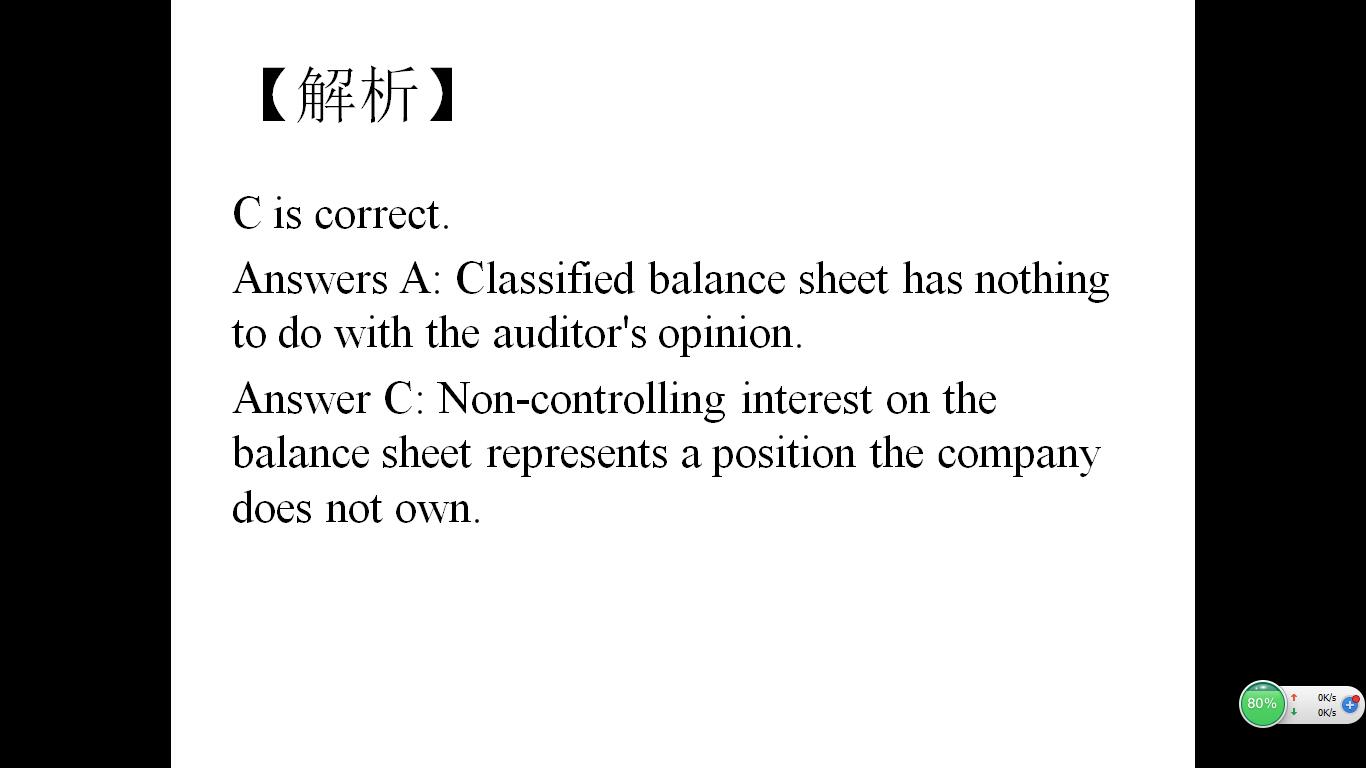 【解析】
C is correct.
Answers A: Classified balance sheet has nothing
to do with the auditor's opinion.
Answer C: Non-controlling interest on the
balance sheet represents a position the company
does not own.
80%
0K/s
0K/s